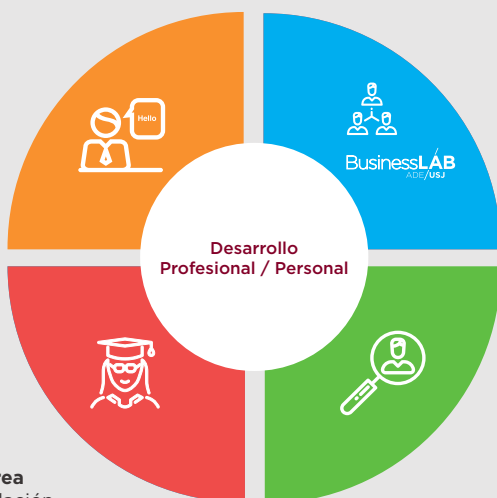 Hello
BusinessLAB
ADE/USJ
Desarrollo
Profesional / Personal